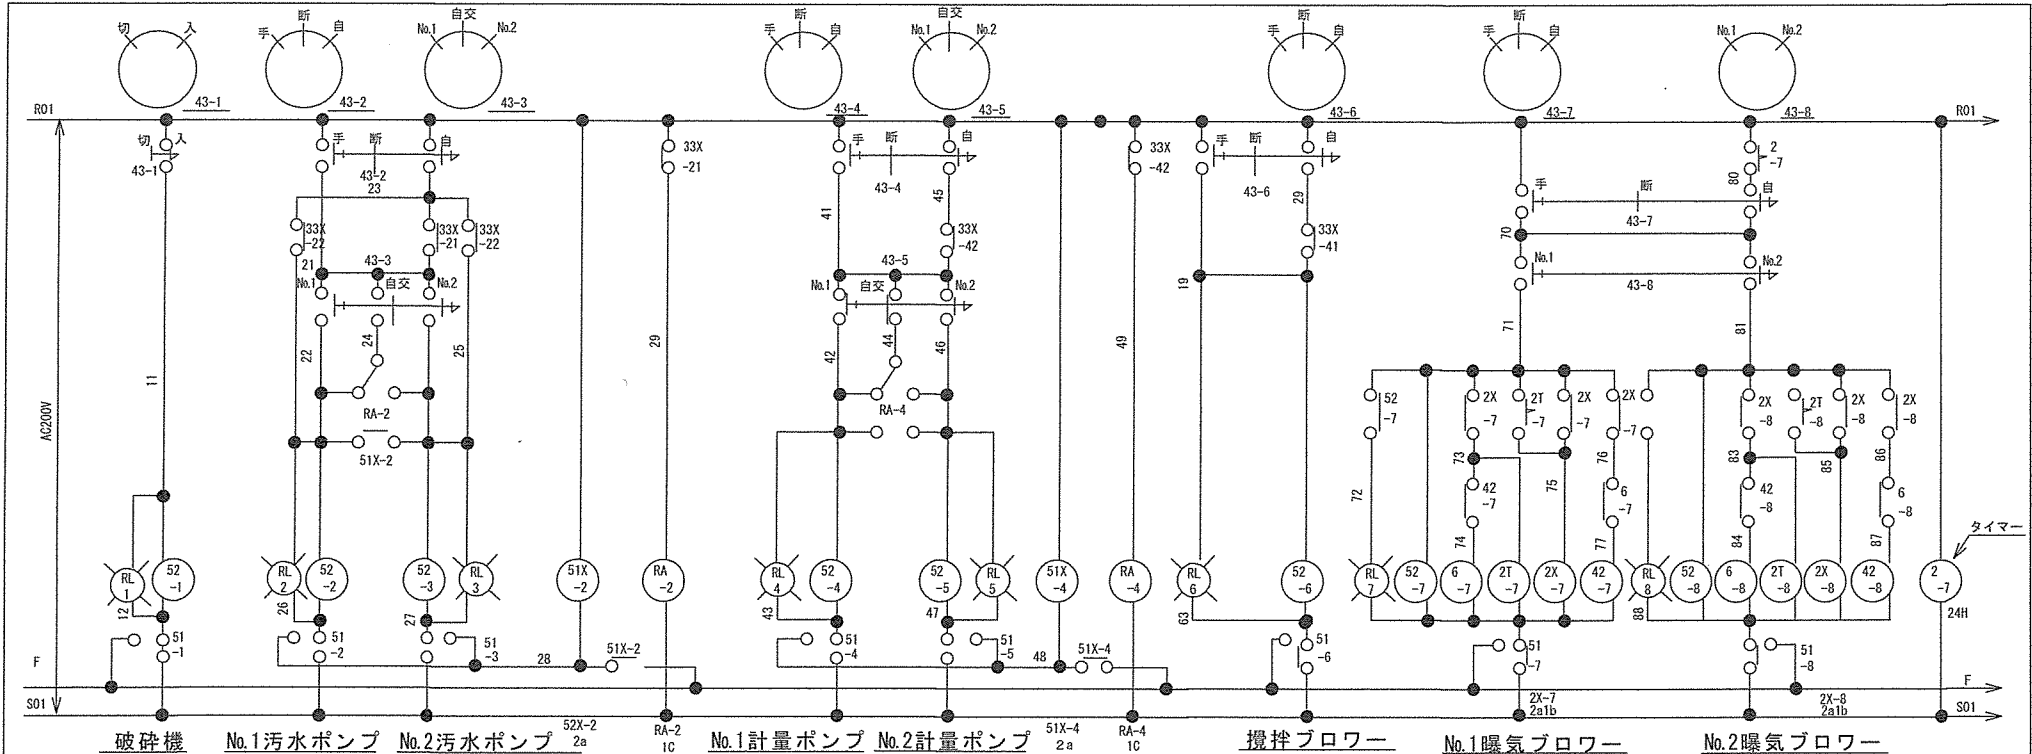 切 入
手 断 自
No.1 自交 No.2
手 断 自
No.1 自交 No.2
手 断 自
手 断 自
No.1 No.2
43-1 43-2 43-3 43-4 43-5 43-6 43-7 43-8
R01 R01
切 入
43-1
手 断 自
43-2
23
33X
-21
手 断 自
43-4
33X
-42
手 断 自
43-6
2
-7
80
手 断 自
43-7
33X
-22
33X
-21
33X
-22
41
45
33X
-42
29
33X
-41
70
21
43-3
No.1 自交 No.2
43-5
No.1 自交 No.2
19
No.1 No.2
43-8
11
22
24
25
29
42
44
46
49
71
81
AC200V
RA-2
51X-2
RA-4
52
-7
2X
-7
2T
-7
2X
-7
2X
-7
2X
-8
2T
-8
2X
-8
2X
-8
72
73
42
-7
74
75
76
6
-7
77
83
42
-8
84
85
86
6
-8
87
タイマー
RL
1
52
-1
RL
2
52
-2
52
-3
RL
3
51X
-2
RA
-2
RL
4
52
-4
52
-5
RL
5
51X
-4
RA
-4
RL
6
52
-6
RL
7
52
-7
6
-7
2T
-7
2X
-7
42
-7
RL
8
52
-8
6
-8
2T
-8
2X
-8
42
-8
2
-7
24H
12
26
27
43
47
63
88
51
-1
51
-2
51
-3
28
51X-2
51
-4
51
-5
48
51X-4
51
-6
51
-7
51
-8
F F
S01 S01
52X-2
2a
RA-2
1C
51X-4
2a
RA-4
1C
2X-7
2a1b
2X-8
2a1b
破砕機 No.1汚水ポンプ No.2汚水ポンプ No.1計量ポンプ No.2計量ポンプ 攪拌ブロワー No.1曝気ブロワー No.2曝気ブロワー